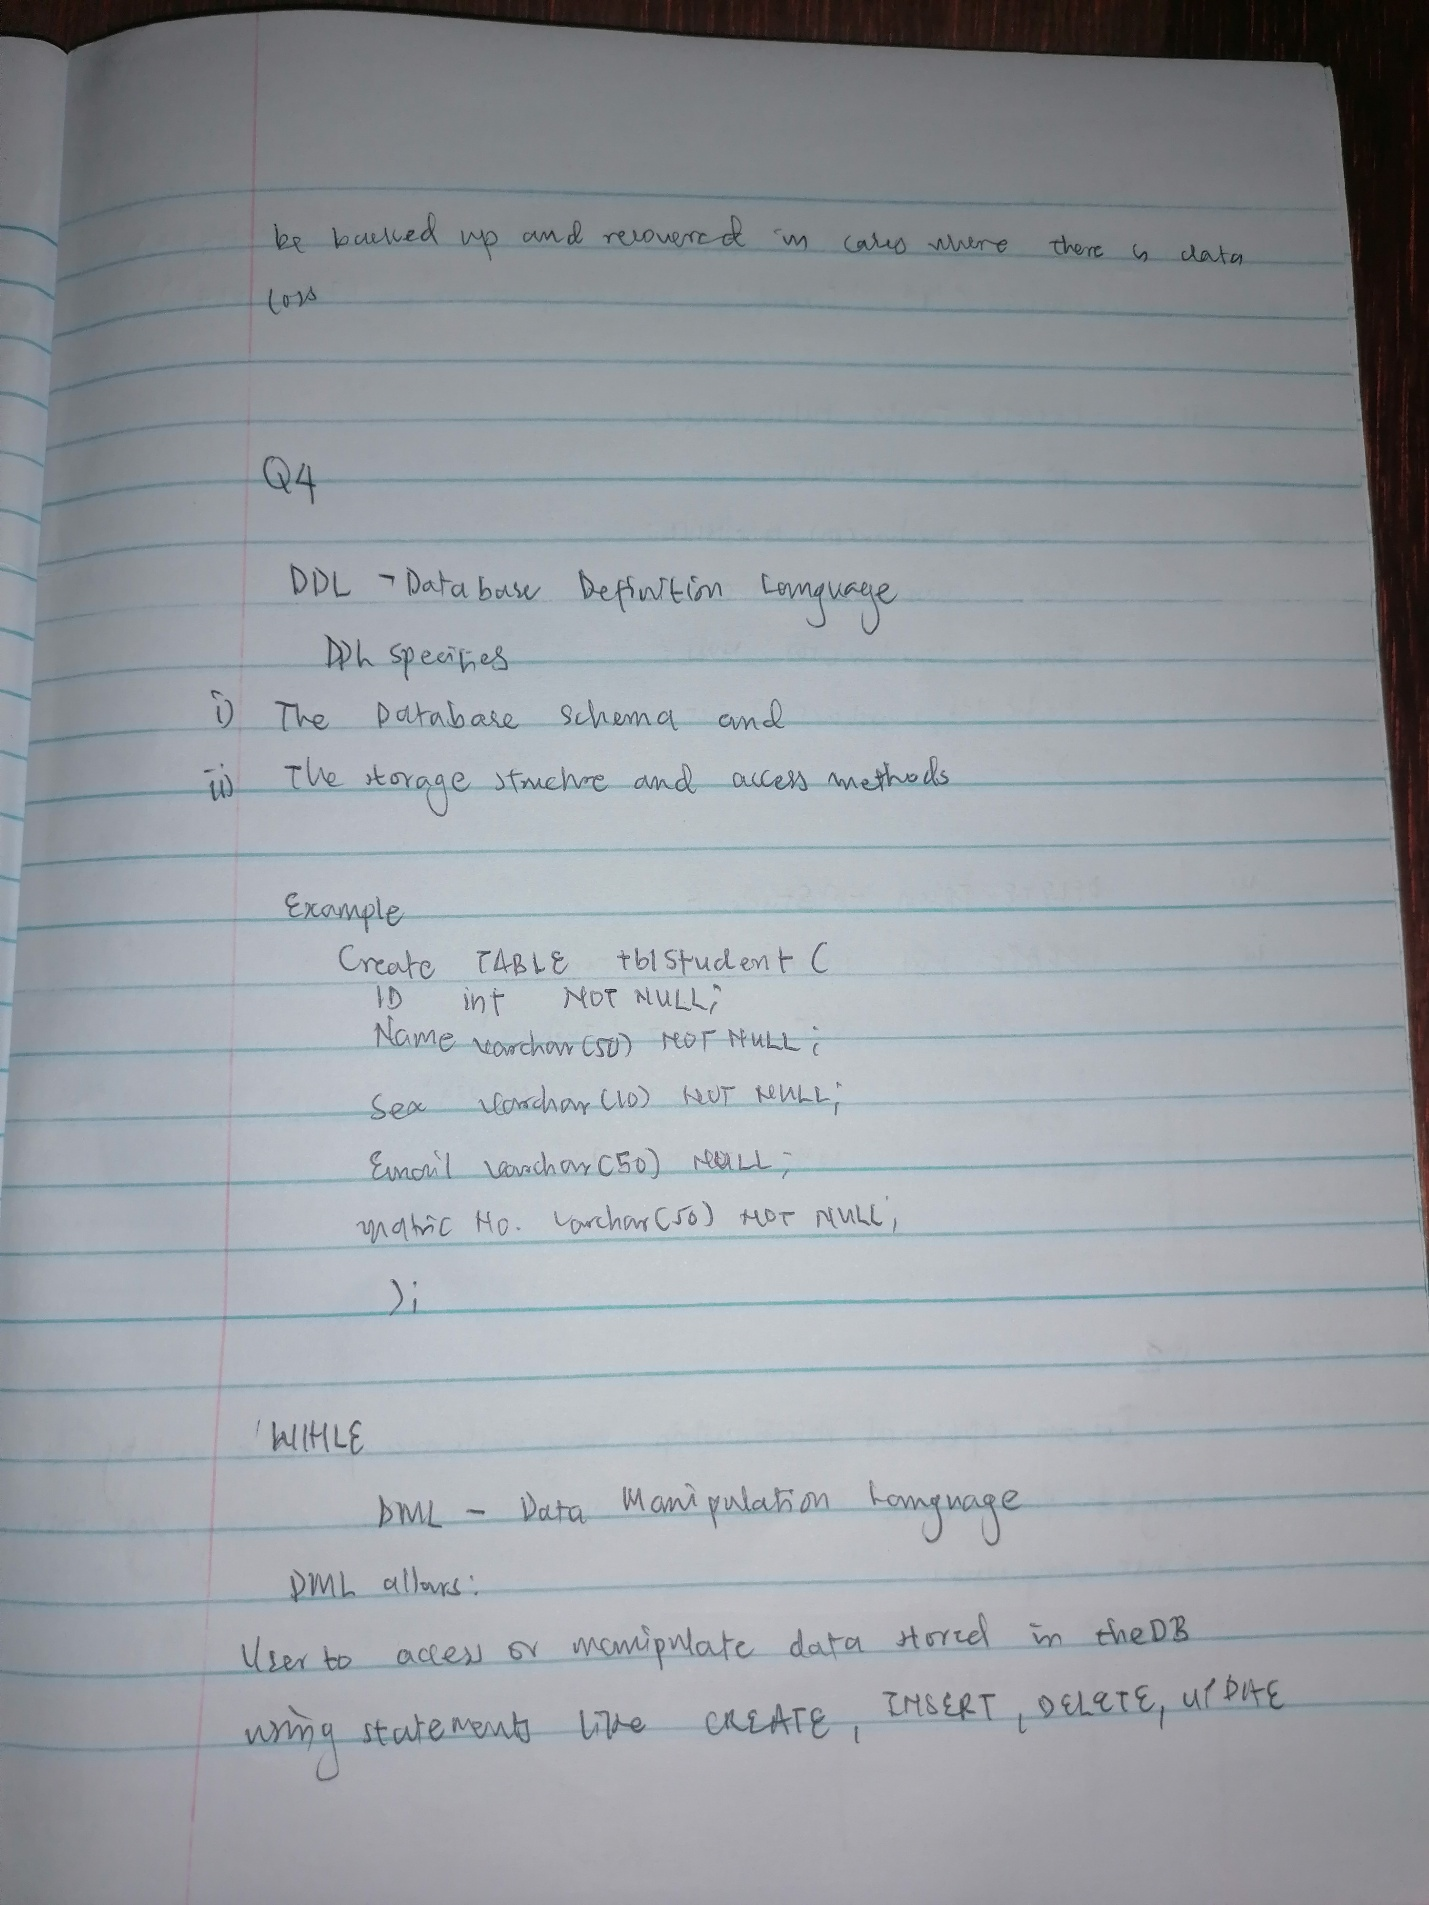 be backed up and recovered in cases where there is data
loss
Q4
DDL - Database Definition Language
DDL specifies
i) The Database schema and
ii) The storage structure and access methods
Example
Create TABLE tblStudent (
ID int NOT NULL;
Name varchar(50) NOT NULL;
Sex varchar(10) NOT NULL;
Email varchar(50) NULL;
Matric No. varchar(50) NOT NULL;
);
WIHLE
DML - Data Manipulation Language
DML allows:
User to access or manipulate data stored in the DB
using statements like CREATE, INSERT, DELETE, UPDATE